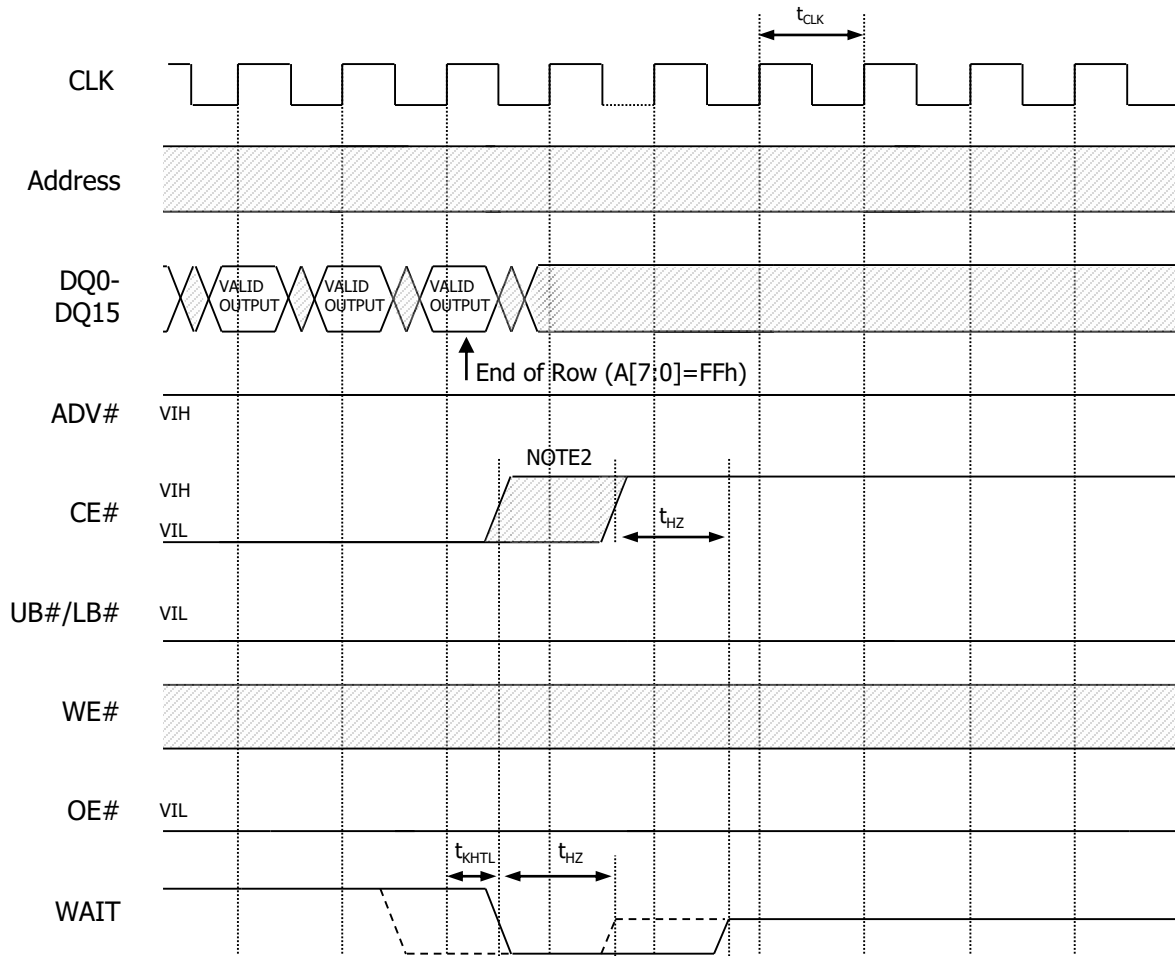 tCLK
CLK
Address
DQ0-
DQ15
VALID
OUTPUT
VALID
OUTPUT
VALID
OUTPUT
End of Row (A[7:0]=FFh)
ADV#
VIH
NOTE2
CE#
VIH
VIL
tHZ
UB#/LB#
VIL
WE#
OE#
VIL
tKHTL
tHZ
WAIT